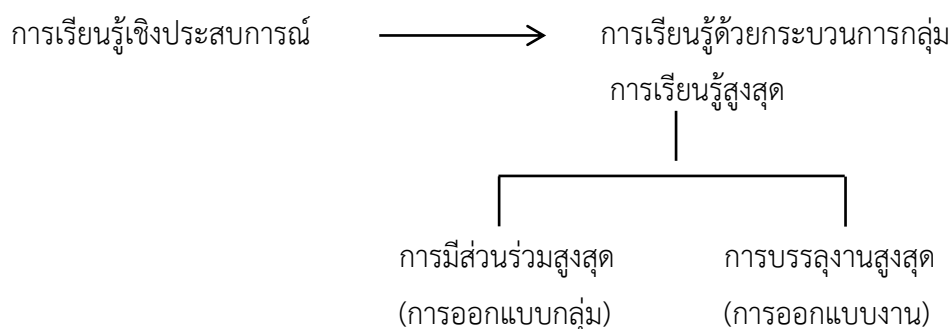 การเรียนรู้เชิงประสบการณ์ การเรียนรู้ด้วยกระบวนการกลุ่ม
การเรียนรู้สูงสุด
การมีส่วนร่วมสูงสุด การบรรลุงานสูงสุด
(การออกแบบกลุ่ม) (การออกแบบงาน)